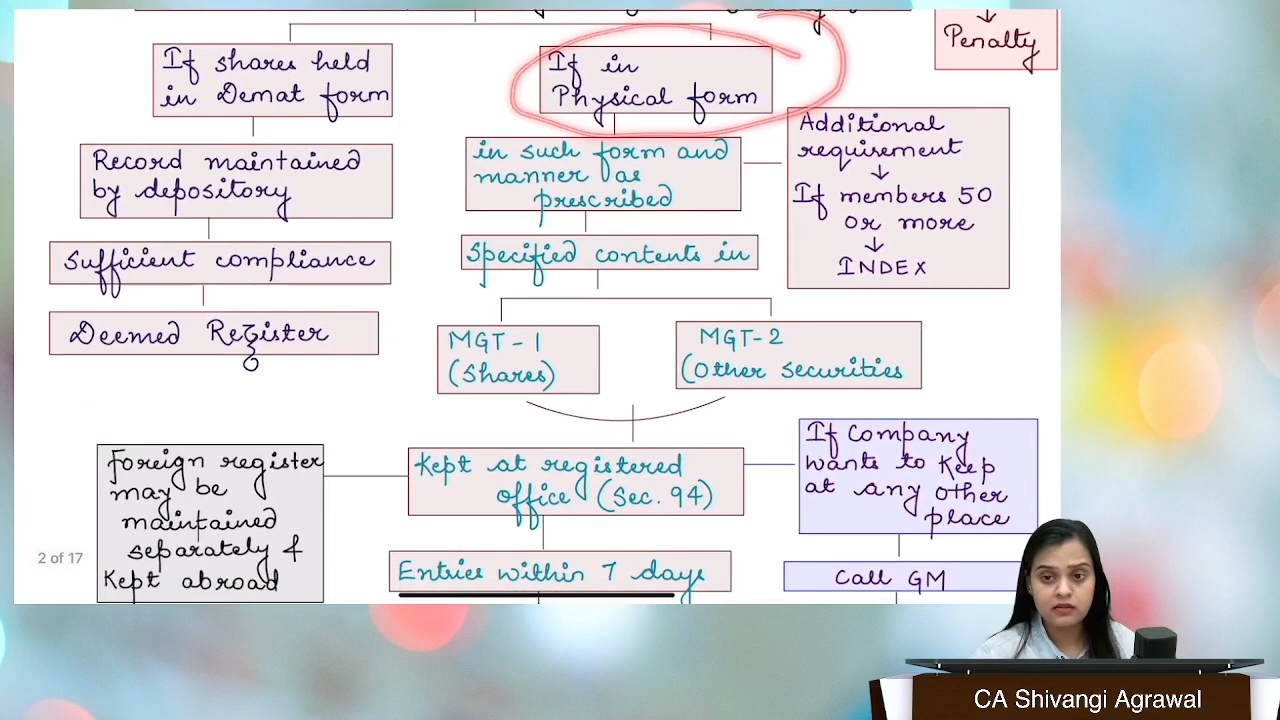 Penalty
If shares held
in Demat form
If in
Physical form
Record maintained
by depository
in such form and
manner as
prescribed
Additional
requirement
If members 50
or more
INDEX
Sufficient compliance
Specified contents in
Deemed Register
MGT-1
(Shares)
MGT-2
(Other securities
Foreign register
may be
maintained
separately &
Kept abroad
Kept at registered
office (Sec. 94)
If Company
wants to Keep
at any other
place
2 of 17
Entries within 7 days
Call GM
CA Shivangi Agrawal